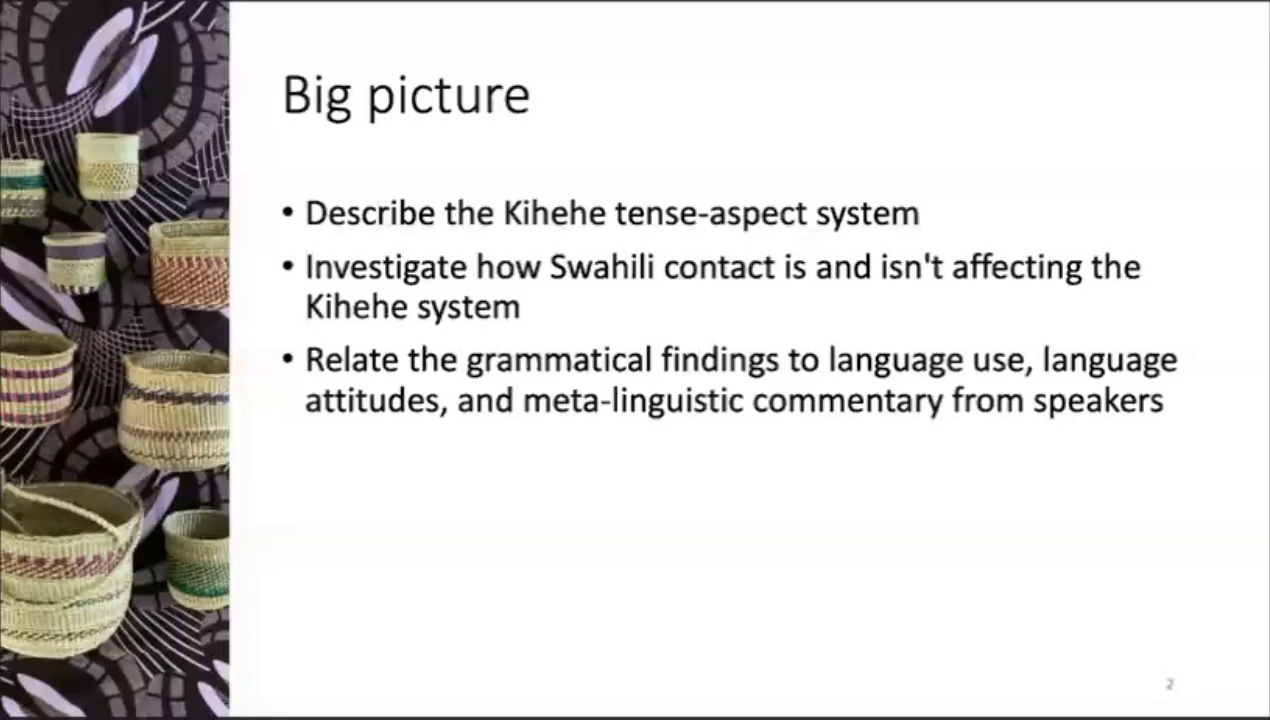 Big picture
• Describe the Kihehe tense-aspect system
• Investigate how Swahili contact is and isn't affecting the
Kihehe system
• Relate the grammatical findings to language use, language
attitudes, and meta-linguistic commentary from speakers
2